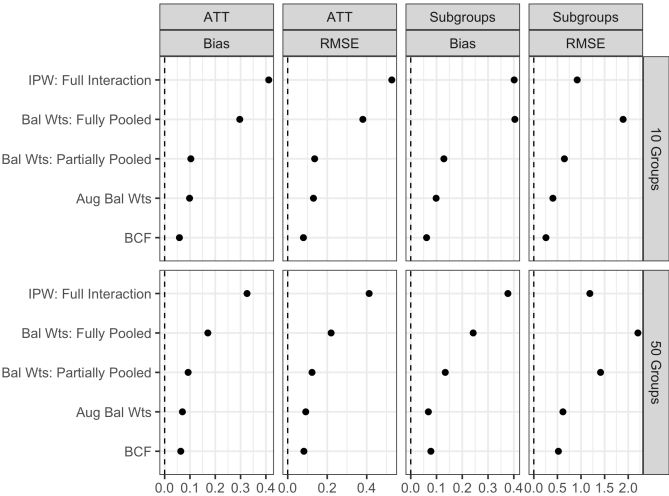 ATT ATT Subgroups Subgroups
Bias RMSE Bias RMSE
IPW: Full Interaction
Bal Wts: Fully Pooled
Bal Wts: Partially Pooled
Aug Bal Wts
BCF
10 Groups
IPW: Full Interaction
Bal Wts: Fully Pooled
Bal Wts: Partially Pooled
Aug Bal Wts
BCF
50 Groups
0.0 0.1 0.2 0.3 0.4 0.0 0.2 0.4 0.0 0.1 0.2 0.3 0.4 0.0 0.5 1.0 1.5 2.0